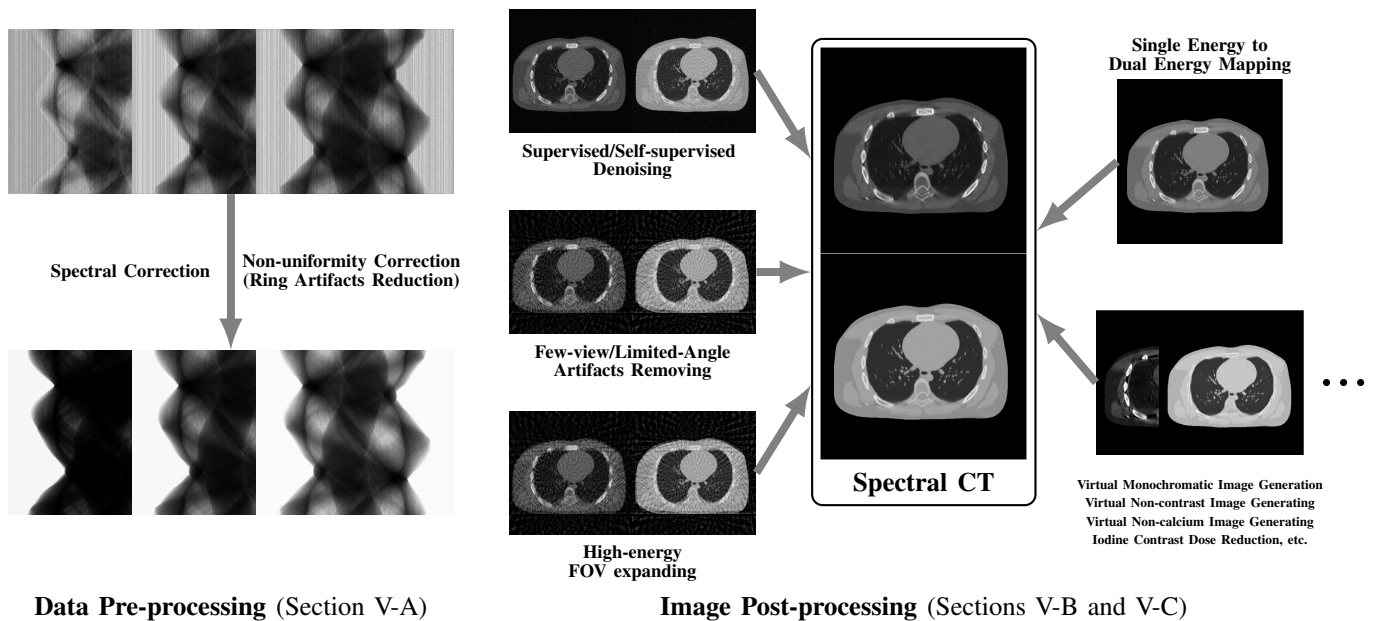 Spectral Correction
Non-uniformity Correction
(Ring Artifacts Reduction)
Data Pre-processing (Section V-A)
Supervised/Self-supervised
Denoising
Few-view/Limited-Angle
Artifacts Removing
High-energy
FOV expanding
Spectral CT
Single Energy to
Dual Energy Mapping
Virtual Monochromatic Image Generation
Virtual Non-contrast Image Generating
Virtual Non-calcium Image Generating
Iodine Contrast Dose Reduction, etc.
Image Post-processing (Sections V-B and V-C)